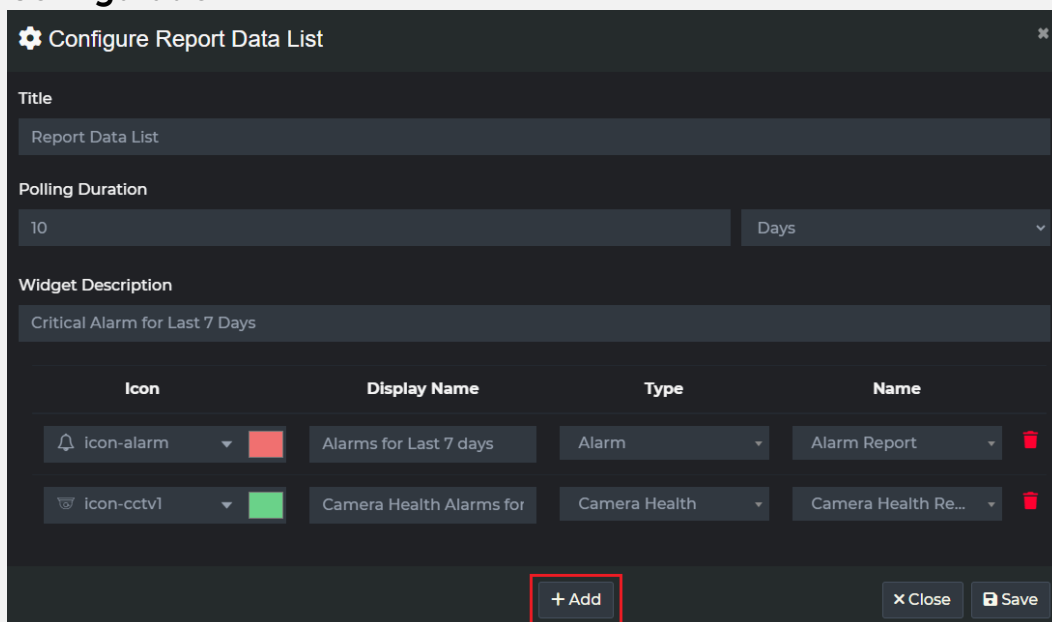 Configure Report Data List
Title
Report Data List
Polling Duration
10 Days
Widget Description
Critical Alarm for Last 7 Days
Icon Display Name Type Name
icon-alarm Alarms for Last 7 days Alarm Alarm Report
icon-cctv1 Camera Health Alarms for Camera Health Camera Health Re...
+ Add × Close Save